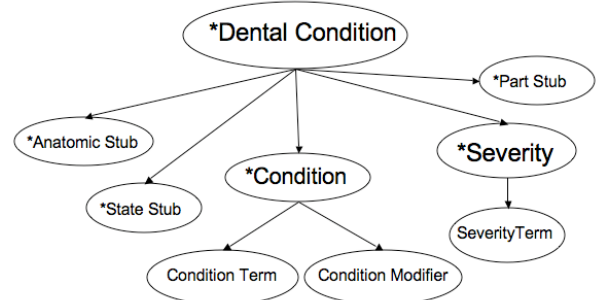 *Dental Condition
*Part Stub
*Anatomic Stub
*Severity
*Condition
*State Stub
SeverityTerm
Condition Term
Condition Modifier